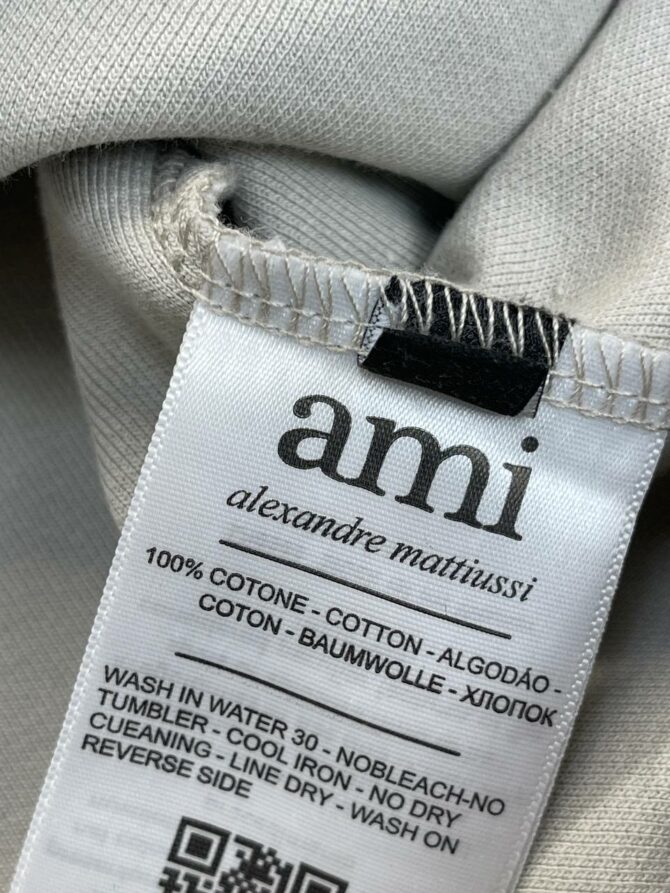 ami
alexandre mattiussi
100% COTONE - COTTON - ALGODÁO -
COTON - BAUMWOLLE - ХЛОПОК
WASH IN WATER 30 - NOBLEACH-NO
TUMBLER - COOL IRON - NO DRY
CUEANING - LINE DRY - WASH ON
REVERSE SIDE